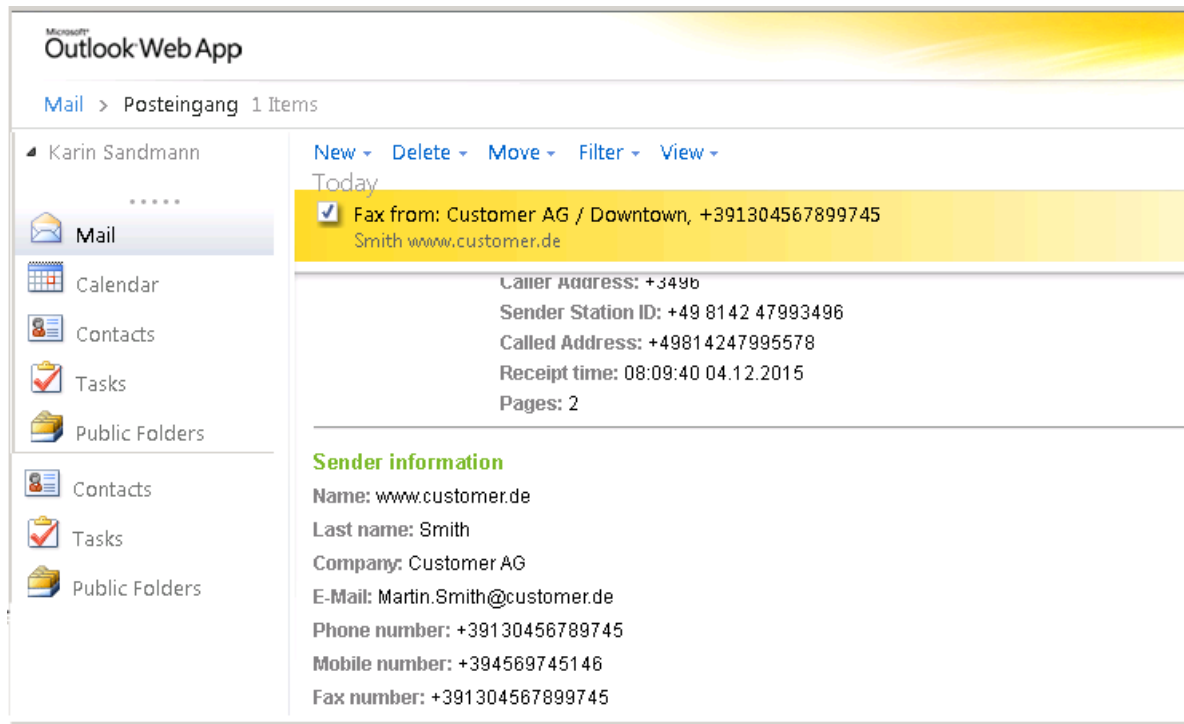 Microsoft
Outlook Web App
Mail > Posteingang 1 Items
Karin Sandmann
Mail
Calendar
Contacts
Tasks
Public Folders
Contacts
Tasks
Public Folders
New Delete Move Filter View
Today
Fax from: Customer AG / Downtown, +391304567899745
Smith www.customer.de
Caller Address: +3496
Sender Station ID: +49 8142 47993496
Called Address: +49814247995578
Receipt time: 08:09:40 04.12.2015
Pages: 2
Sender information
Name: www.customer.de
Last name: Smith
Company: Customer AG
E-Mail: Martin.Smith@customer.de
Phone number: +39130456789745
Mobile number: +394569745146
Fax number: +391304567899745